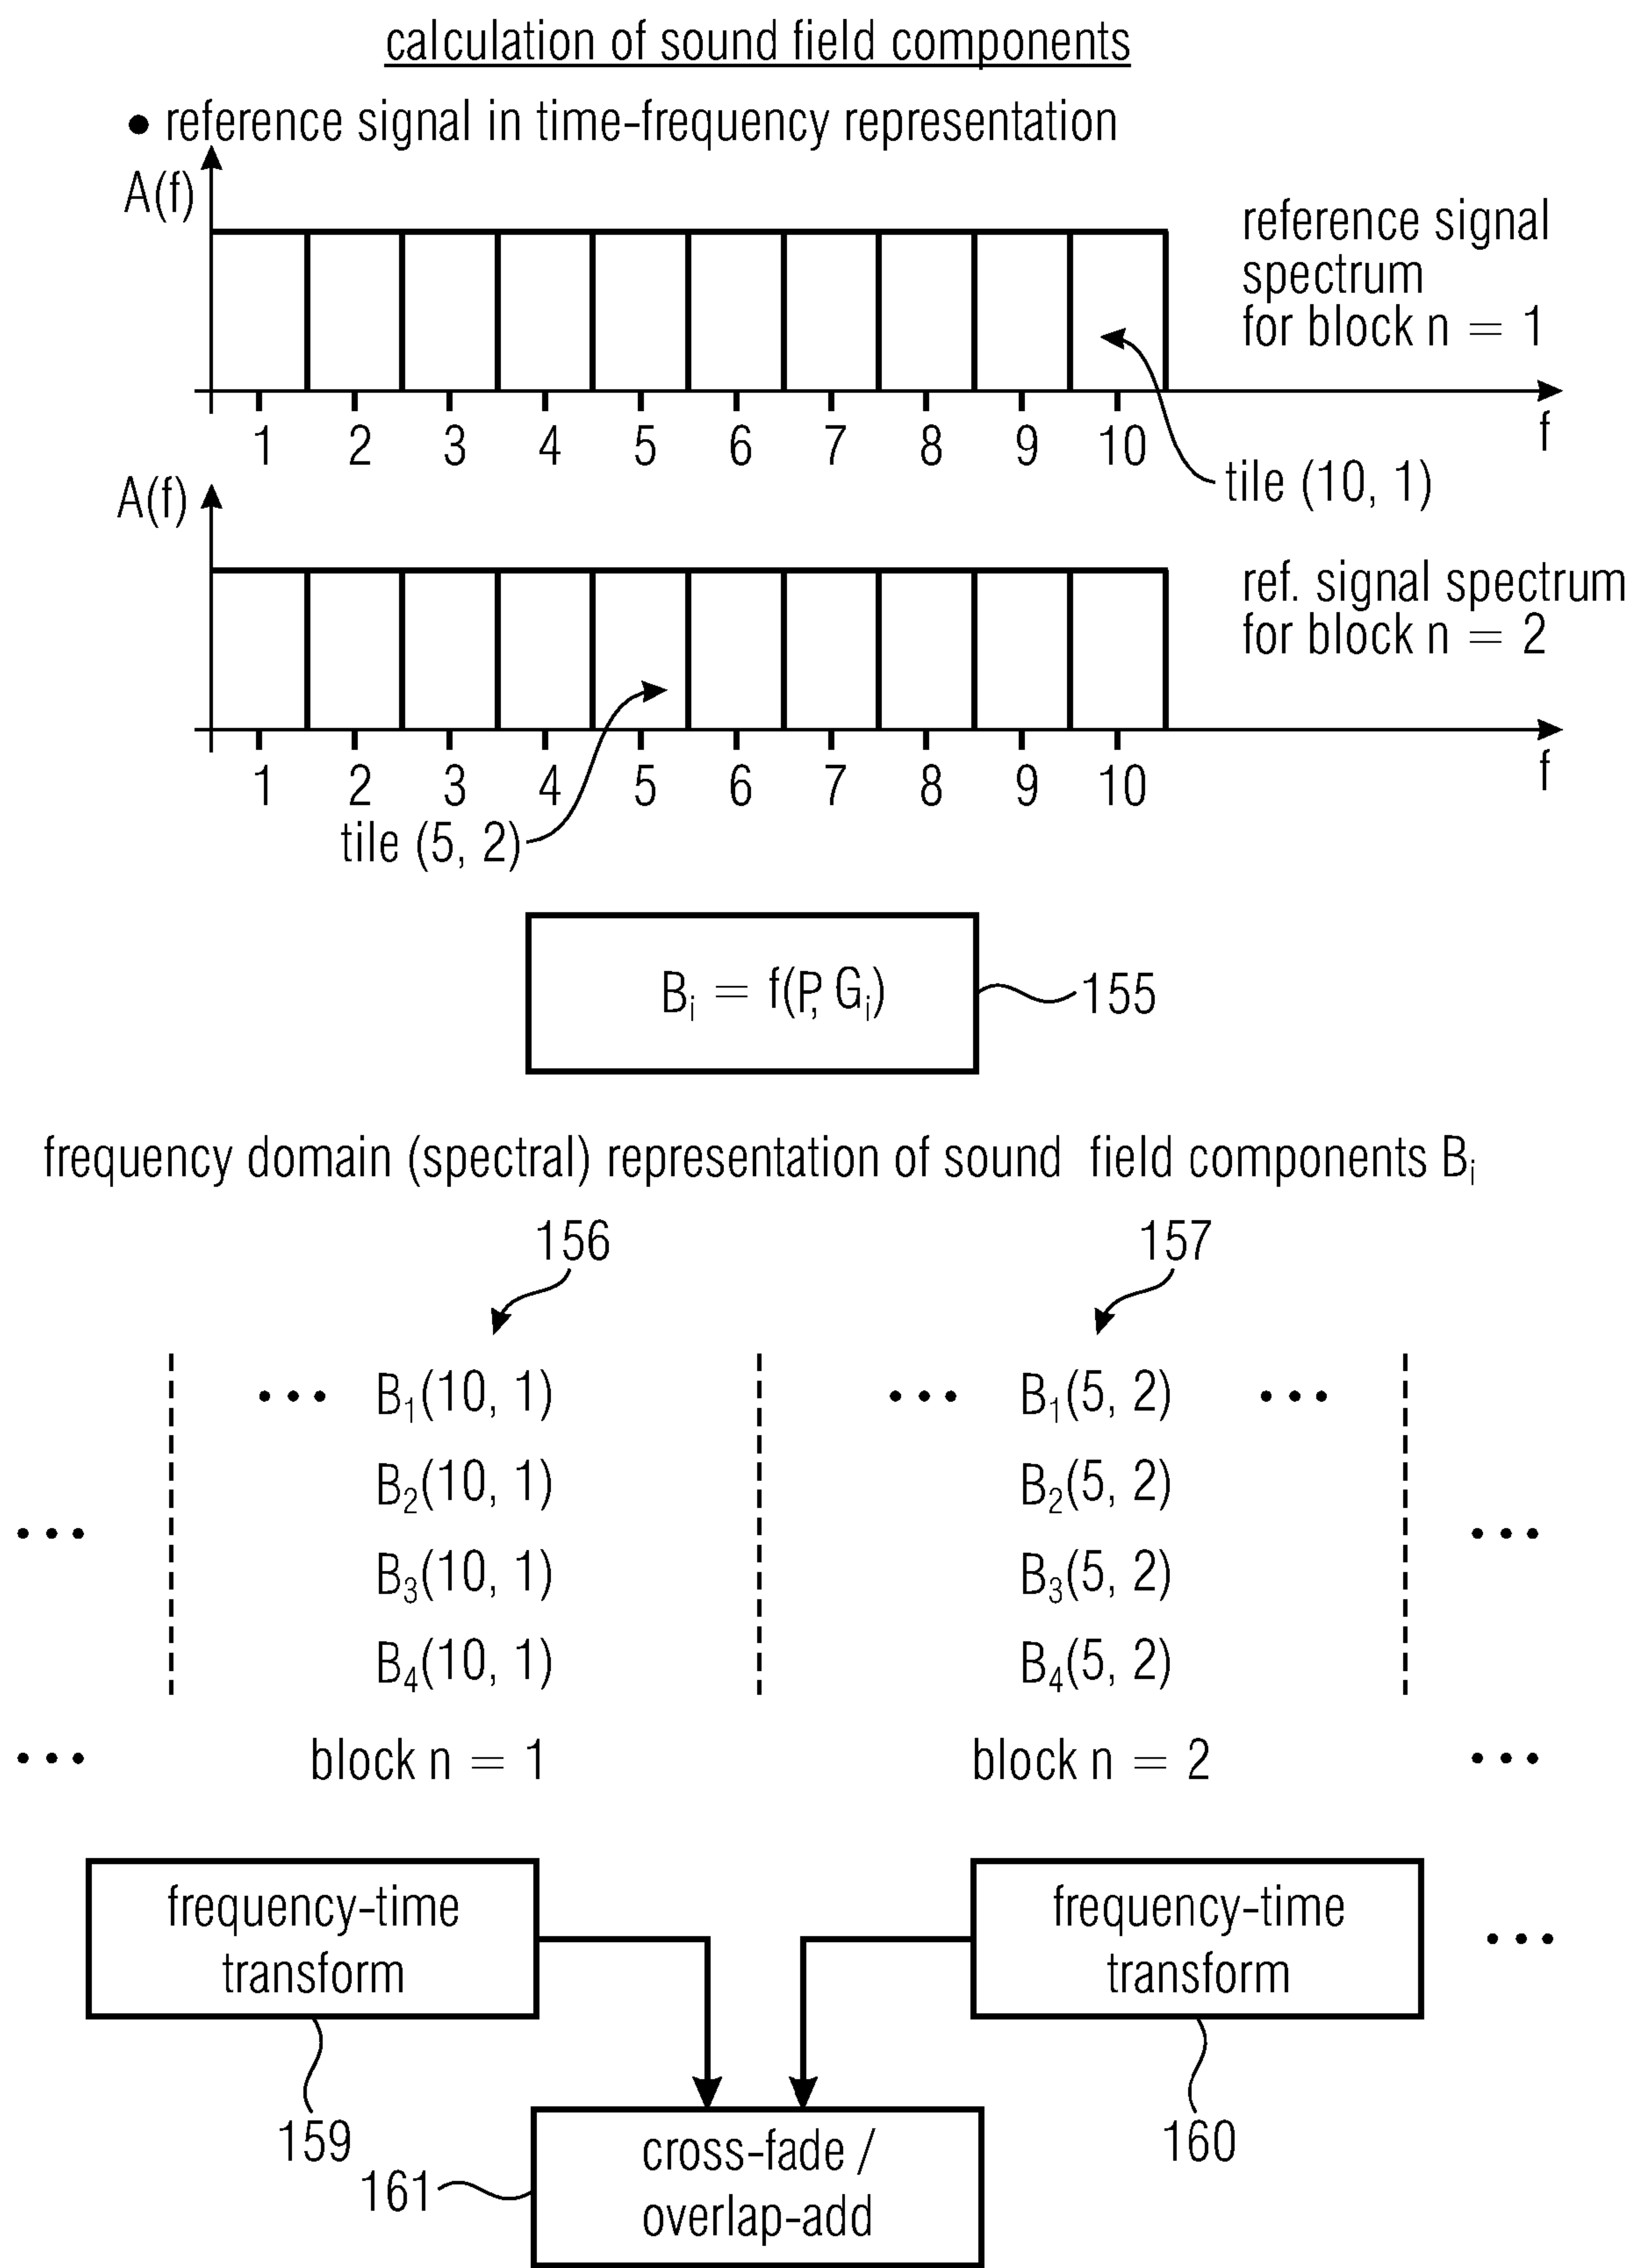 calculation of sound field components
• reference signal in time-frequency representation
A(f)
reference signal
spectrum
for block n = 1
1 2 3 4 5 6 7 8 9 10 f
tile (10, 1)
A(f)
ref. signal spectrum
for block n = 2
1 2 3 4 5 6 7 8 9 10 f
tile (5, 2)
Bᵢ = f(P, Gᵢ)
155
frequency domain (spectral) representation of sound field components Bᵢ
156 157
••• B₁(10, 1) ••• B₁(5, 2) •••
B₂(10, 1) B₂(5, 2)
••• •••
B₃(10, 1) B₃(5, 2)
B₄(10, 1) B₄(5, 2)
••• block n = 1 block n = 2 •••
frequency-time
transform
frequency-time
transform
•••
159
160
161
cross-fade /
overlap-add